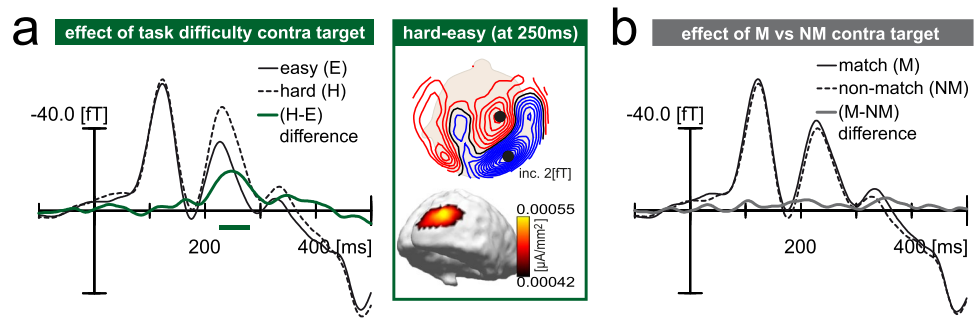 a
effect of task difficulty contra target
easy (E)
hard (H)
(H-E)
difference
-40.0 [fT]
200
400 [ms]
hard-easy (at 250ms)
inc. 2[fT]
0.00055
[µA/mm²]
0.00042
b
effect of M vs NM contra target
match (M)
non-match (NM)
(M-NM)
difference
-40.0 [fT]
200
400 [ms]